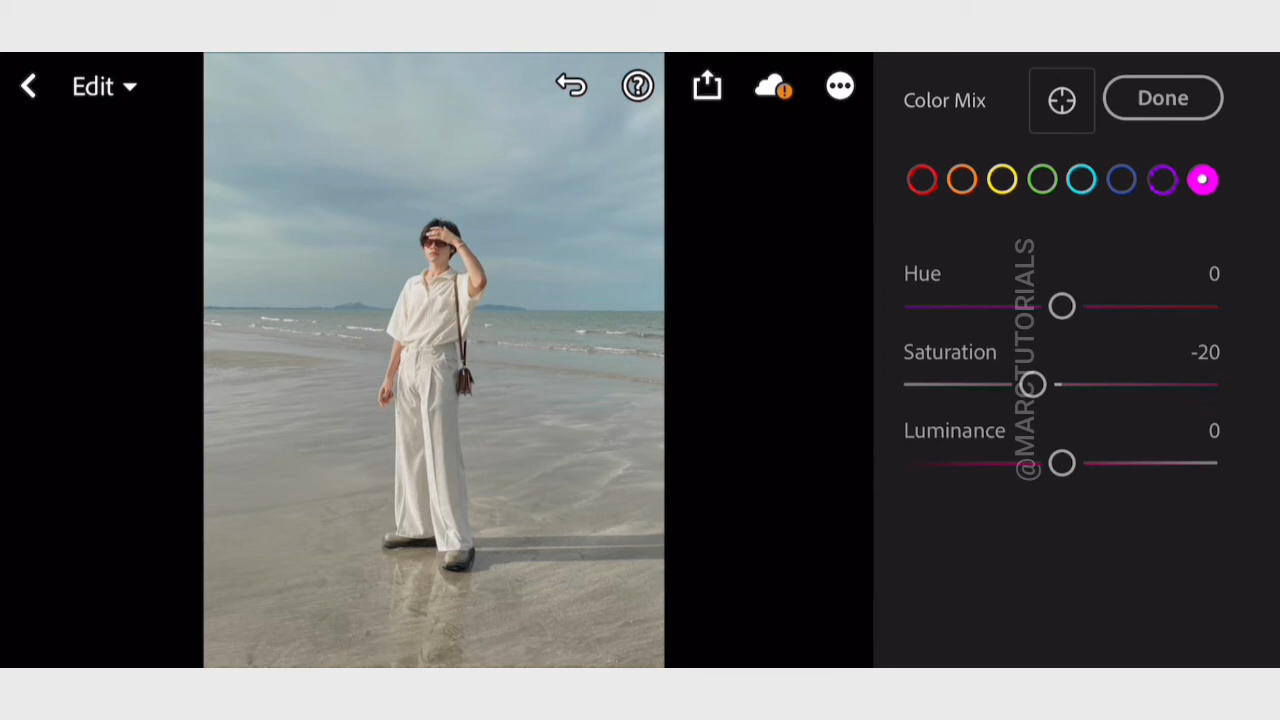 Edit
Color Mix
Done
Hue 0
Saturation -20
Luminance 0
@MARCTUTORIALS